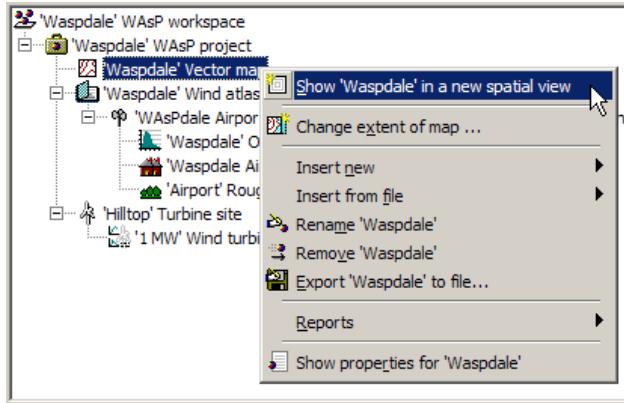 'Waspdale' WAsP workspace
'Waspdale' WAsP project
'Waspdale' Vector map
'Waspdale' Wind atlas
'WAsPdale Airpor
'Waspdale' O
'Waspdale Ai
'Airport' Roug
'Hilltop' Turbine site
'1 MW' Wind turbi
Show 'Waspdale' in a new spatial view
Change extent of map ...
Insert new
Insert from file
Rename 'Waspdale'
Remove 'Waspdale'
Export 'Waspdale' to file...
Reports
Show properties for 'Waspdale'